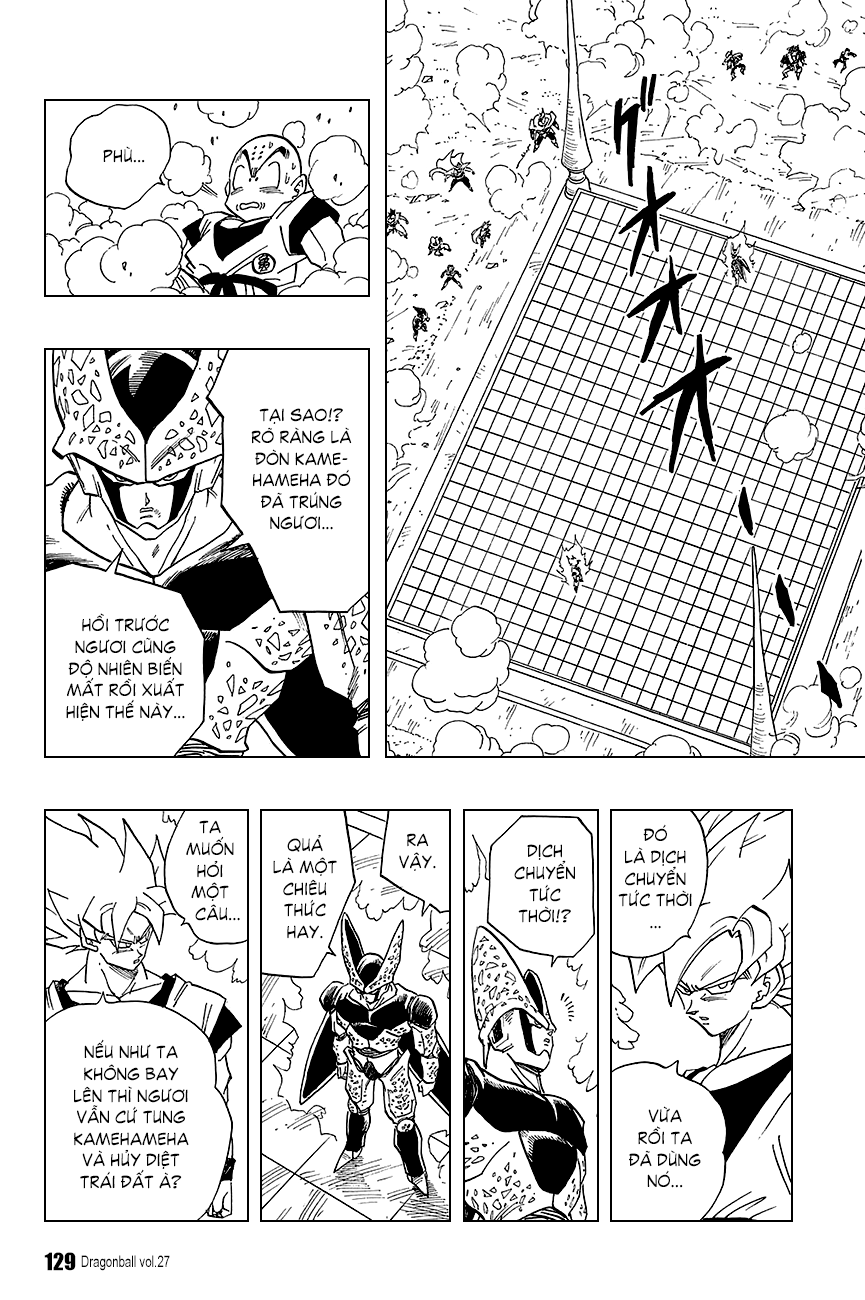 グオオオ
PHÙ...
TẠI SAO!?
RÕ RÀNG LÀ
ĐÒN KAME-
HAMEHA ĐÓ
ĐÃ TRÚNG
NGƯƠI...
HỒI TRƯỚC
NGƯƠI CŨNG
ĐỘ NHIÊN BIẾN
MẤT RỒI XUẤT
HIỆN THẾ NÀY...
ĐÓ
LÀ DỊCH
CHUYỂN
TỨC THỜI
...
VỪA
RỒI TA
ĐÃ DÙNG
NÓ...
DỊCH
CHUYỂN
TỨC
THỜI!?
RA
VẬY.
QUẢ
LÀ MỘT
CHIÊU
THỨC
HAY.
TA
MUỐN
HỎI
MỘT
CÂU...
NẾU NHƯ TA
KHÔNG BAY
LÊN THÌ NGƯƠI
VẪN CỨ TUNG
KAMEHAMEHA
VÀ HỦY DIỆT
TRÁI ĐẤT À?
129 Dragonball vol.27